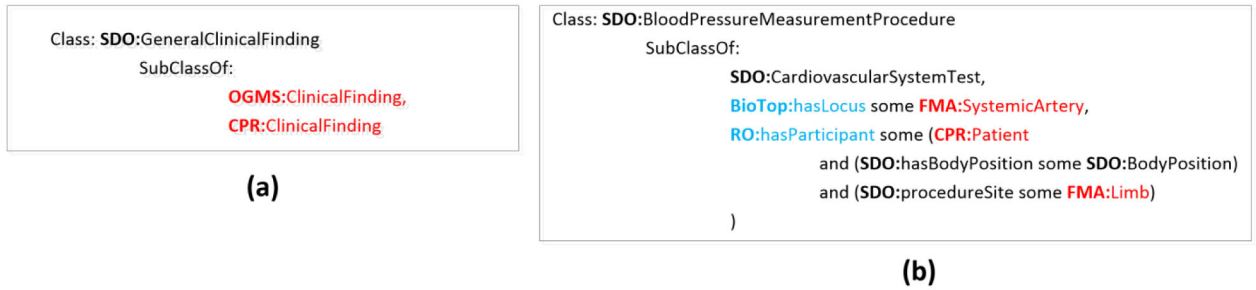 Class: SDO:GeneralClinicalFinding
SubClassOf:
OGMS:ClinicalFinding,
CPR:ClinicalFinding
(a)
Class: SDO:BloodPressureMeasurementProcedure
SubClassOf:
SDO:CardiovascularSystemTest,
BioTop:hasLocus some FMA:SystemicArtery,
RO:hasParticipant some (CPR:Patient
and (SDO:hasBodyPosition some SDO:BodyPosition)
and (SDO:procedureSite some FMA:Limb)
)
(b)